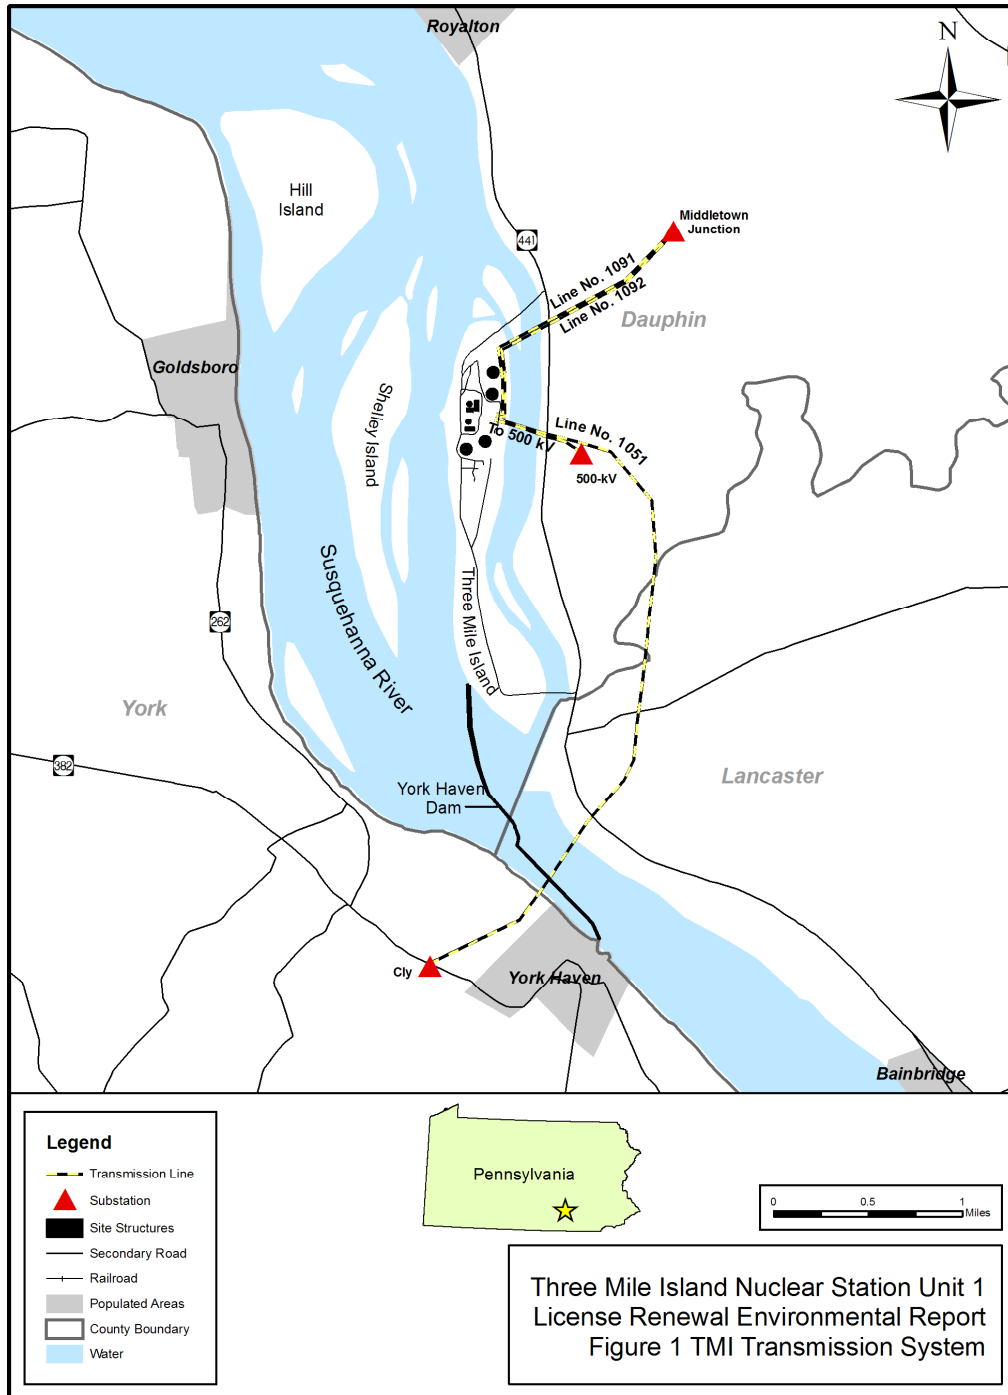 Royalton
N
Hill
Island
441
Middletown
Junction
Line No. 1091
Line No. 1092
Dauphin
Goldsboro
Shelley Island
Line No. 1051
To 500 kV
500-kV
Susquehanna River
Three Mile Island
262
York
382
Lancaster
York Haven
Dam
Cly
York Haven
Bainbridge
Legend
Transmission Line
Substation
Site Structures
Secondary Road
Railroad
Populated Areas
County Boundary
Water
Pennsylvania
0 0.5 1
Miles
Three Mile Island Nuclear Station Unit 1
License Renewal Environmental Report
Figure 1 TMI Transmission System